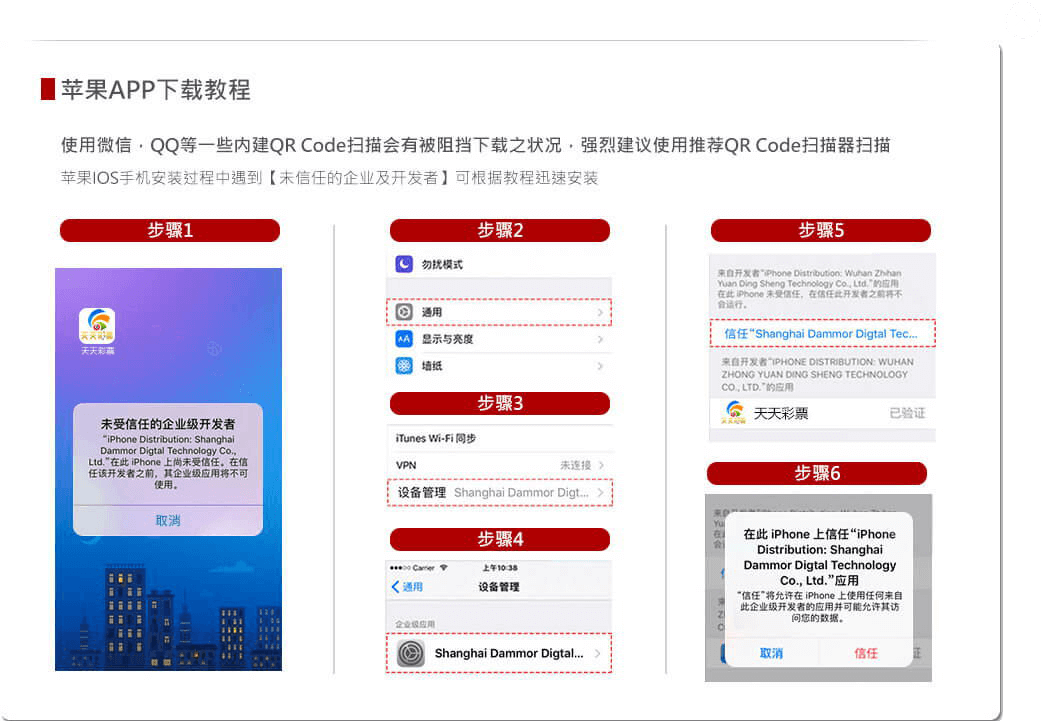 苹果APP下载教程
使用微信，QQ等一些内建QR Code扫描会有被阻挡下载之状况，强烈建议使用推荐QR Code扫描器扫描
苹果IOS手机安装过程中遇到【未信任的企业及开发者】可根据教程迅速安装
步骤1
天天彩票
天天彩票
未受信任的企业级开发者
“iPhone Distribution: Shanghai
Dammor Digtal Technology Co.,
Ltd.”在此 iPhone 上尚未受信任。在信
任该开发者之前，其企业级应用将不可
使用。
取消
步骤2
勿扰模式
通用
AA
显示与亮度
墙纸
步骤3
iTunes Wi-Fi 同步
VPN 未连接
设备管理 Shanghai Dammor Digt...
步骤4
Carrier 上午10:38
通用 设备管理
企业级应用
Shanghai Dammor Digtal...
步骤5
来自开发者“iPhone Distribution: Wuhan Zhihan
Yuan Ding Sheng Technology Co., Ltd.”的应用
在此 iPhone 未受信任，在信任此开发者之前将不
会运行。
信任“Shanghai Dammor Digtal Tec...
来自开发者“IPHONE DISTRIBUTION: WUHAN
ZHONG YUAN DING SHENG TECHNOLOGY
CO., LTD.”的应用
天天彩票 已验证
步骤6
在此 iPhone 上信任“iPhone
Distribution: Shanghai
Dammor Digtal Technology
Co., Ltd.”应用
“信任”将允许在 iPhone 上使用任何来自
此企业级开发者的应用并可能允许其访
问您的数据。
取消 信任